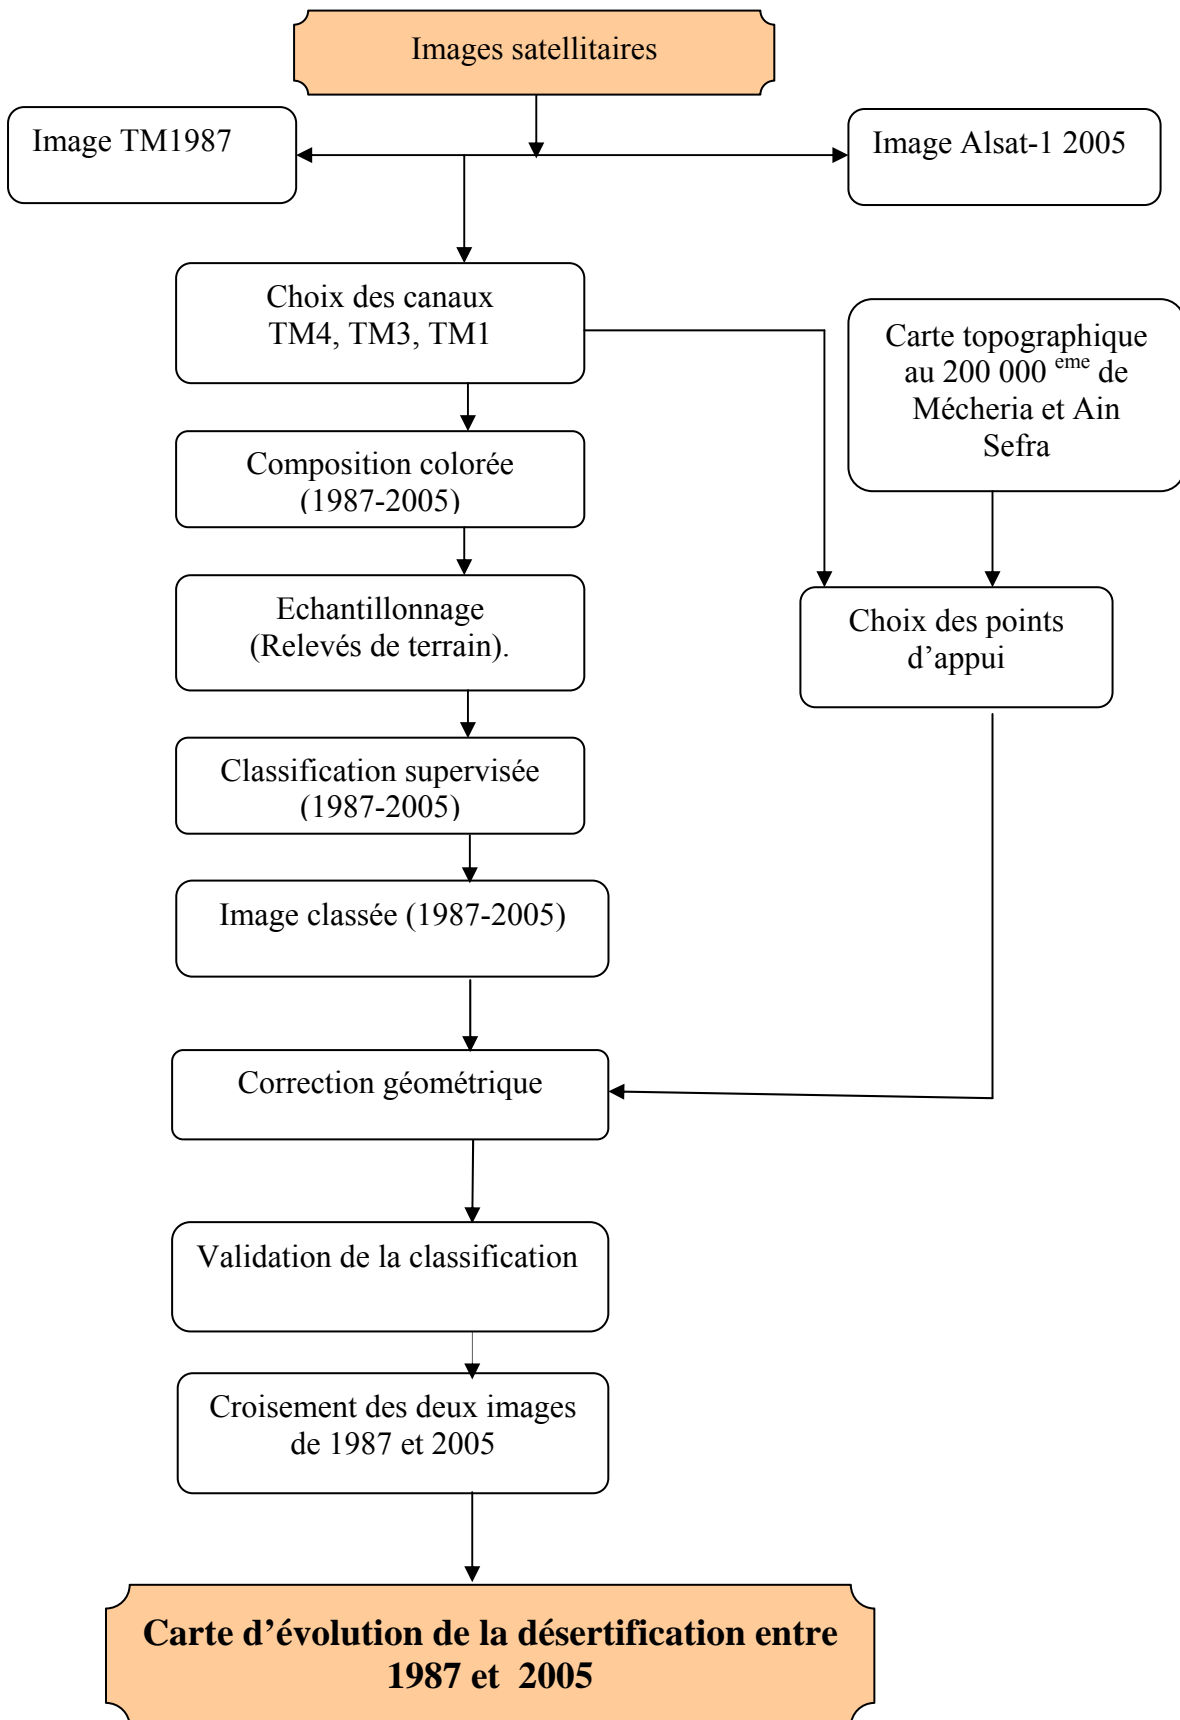 Images satellitaires
Image TM1987
Image Alsat-1 2005
Choix des canaux
TM4, TM3, TM1
Carte topographique
au 200 000 eme de
Mécheria et Ain
Sefra
Composition colorée
(1987-2005)
Echantillonnage
(Relevés de terrain).
Choix des points
d’appui
Classification supervisée
(1987-2005)
Image classée (1987-2005)
Correction géométrique
Validation de la classification
Croisement des deux images
de 1987 et 2005
Carte d’évolution de la désertification entre
1987 et  2005